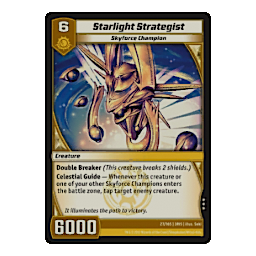 6
Starlight Strategist
Skyforce Champion
Creature
Double Breaker (This creature breaks 2 shields.)
Celestial Guide — Whenever this creature or
one of your other Skyforce Champions enters
the battle zone, tap target enemy creature.
It illuminates the path to victory.
6000